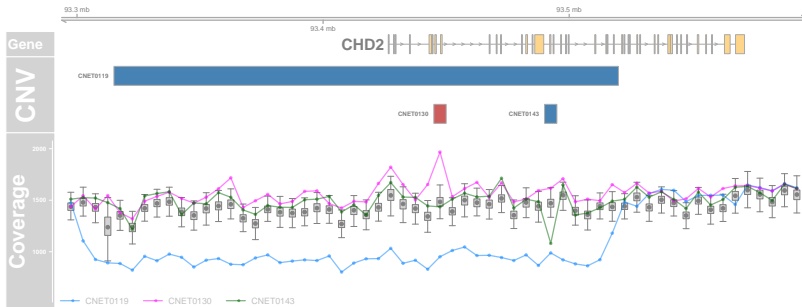 93.3 mb
93.5 mb
93.4 mb
Gene
CHD2
CNV
CNET0119
CNET0130
CNET0143
Coverage
2000
1500
1000
CNET0119
CNET0130
CNET0143